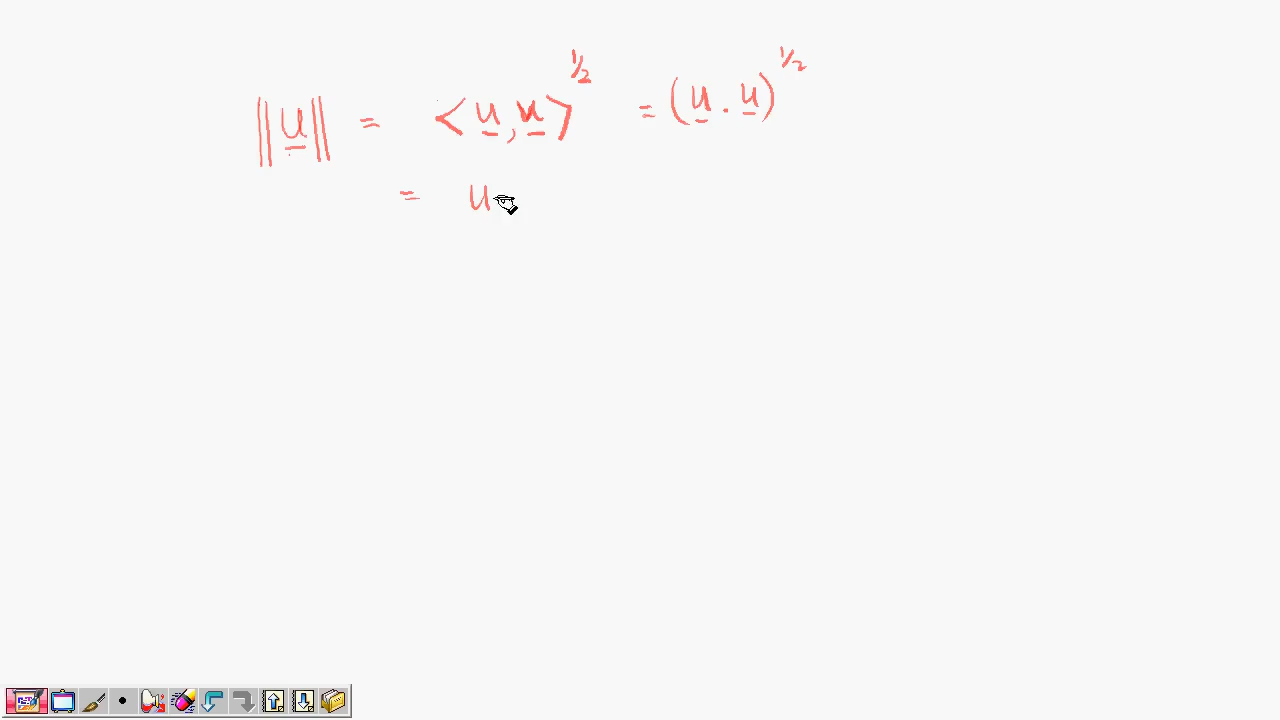 ‖u̲‖ = <u̲, u̲>^½ = (u̲ . u̲)^½
= u